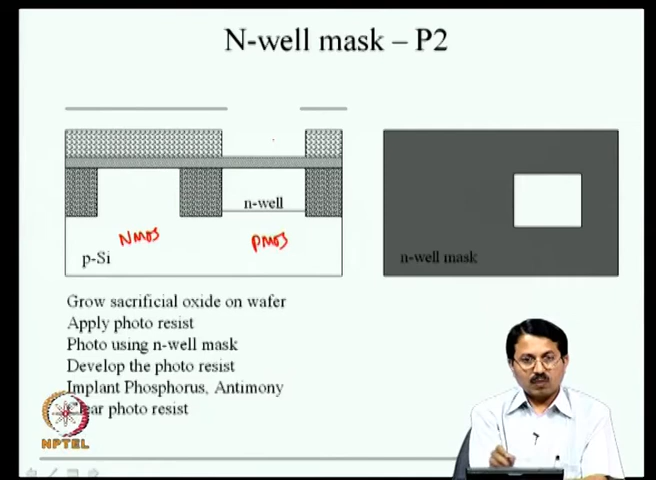 N-well mask – P2
n-well
NMOS
PMOS
p-Si
n-well mask
Grow sacrificial oxide on wafer
Apply photo resist
Photo using n-well mask
Develop the photo resist
Implant Phosphorus, Antimony
Clear photo resist
NPTEL